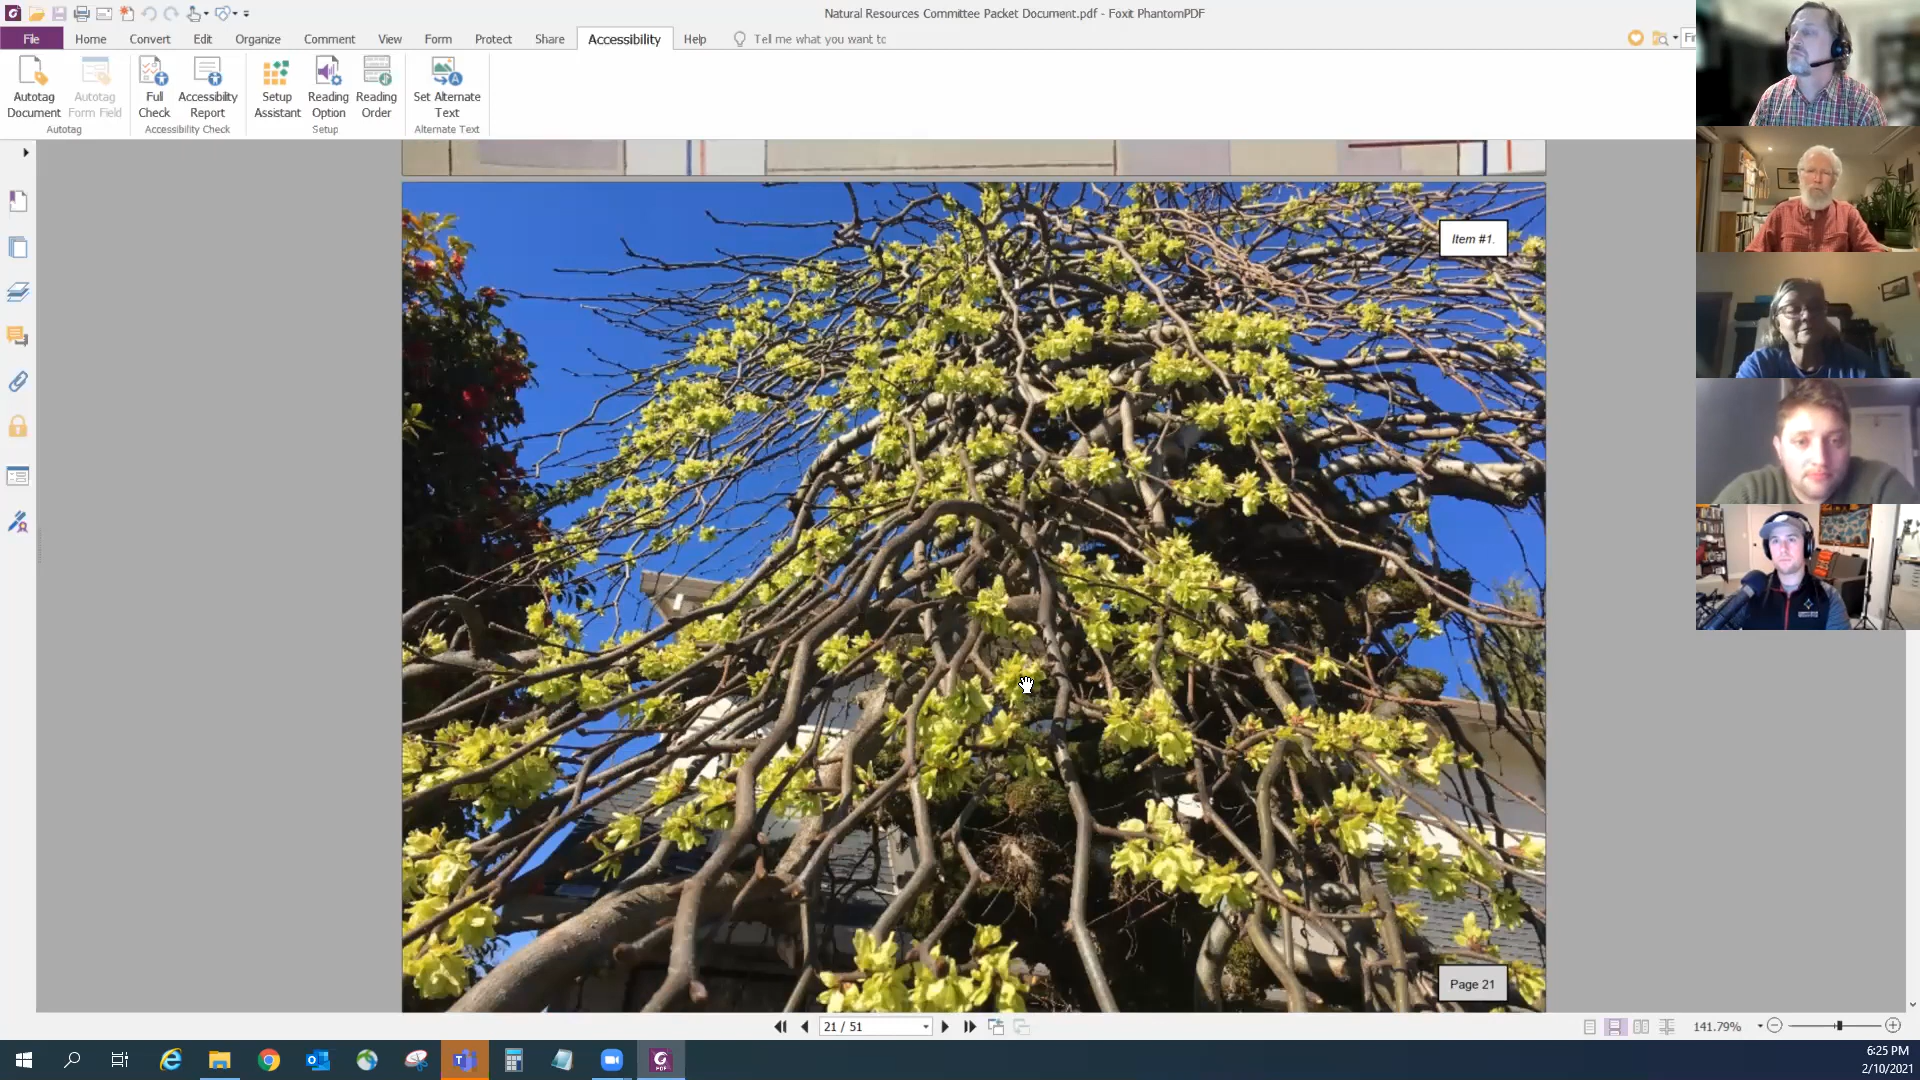 Natural Resources Committee Packet Document.pdf - Foxit PhantomPDF
File Home Convert Edit Organize Comment View Form Protect Share Accessibility Help Tell me what you want to
Autotag Document
Autotag Form Field
Full Check
Accessibility Report
Setup Assistant
Reading Option
Reading Order
Set Alternate Text
Autotag Accessibility Check Setup Alternate Text
Item #1.
Page 21
21 / 51
141.79%
6:25 PM
2/10/2021